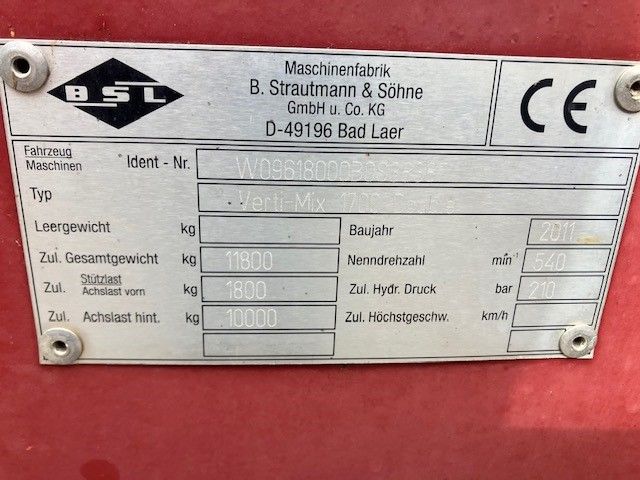 BSL
Maschinenfabrik
B. Strautmann & Söhne
GmbH u. Co. KG
D-49196 Bad Laer
CE
Fahrzeug
Maschinen Ident - Nr.
Typ Verti-Mix
Leergewicht kg Baujahr 2011
Zul. Gesamtgewicht kg 11800 Nenndrehzahl min⁻¹ 540
Zul. Stützlast
Achslast vorn kg 1800 Zul. Hydr. Druck bar 210
Zul. Achslast hint. kg 10000 Zul. Höchstgeschw. km/h